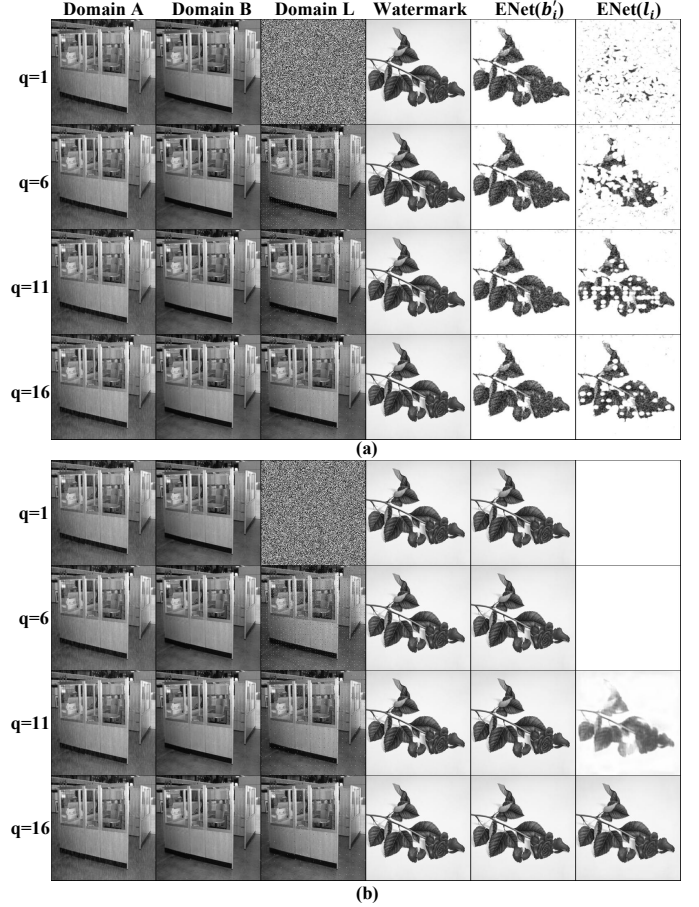 Domain A Domain B Domain L Watermark ENet(b′ᵢ) ENet(lᵢ)
q=1
q=6
q=11
q=16
(a)
q=1
q=6
q=11
q=16
(b)